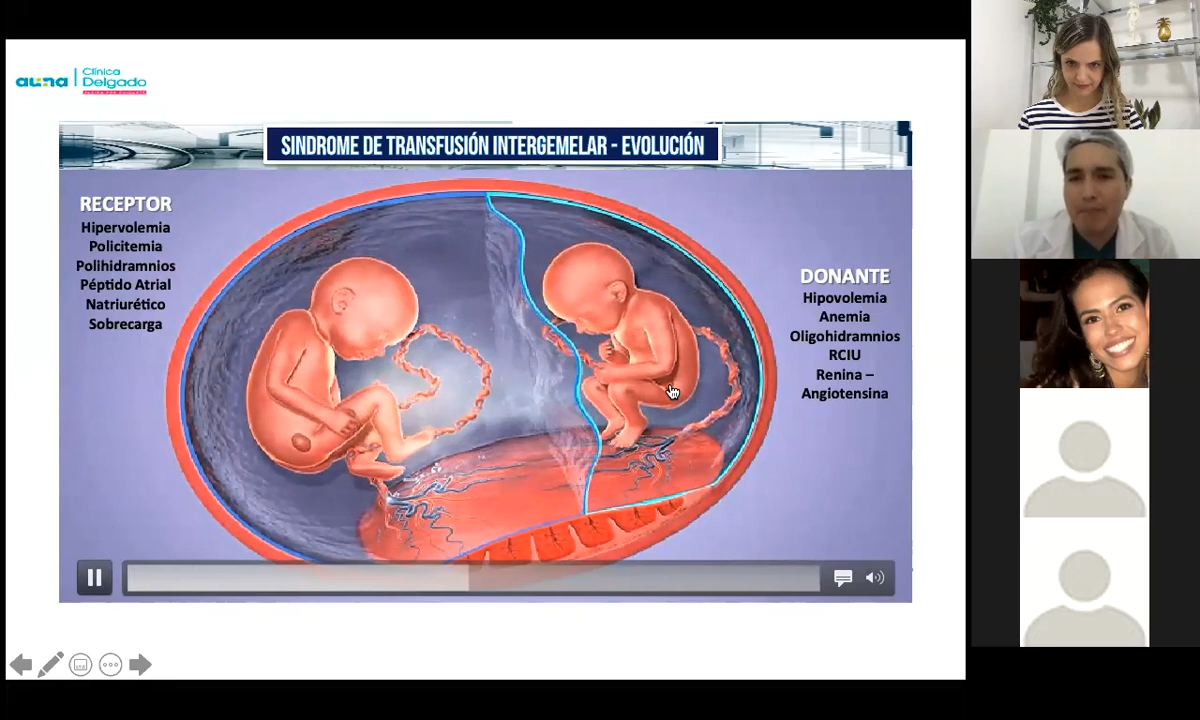 auna
Clínica
Delgado
SINDROME DE TRANSFUSIÓN INTERGEMELAR - EVOLUCIÓN
RECEPTOR
Hipervolemia
Policitemia
Polihidramnios
Péptido Atrial
Natriurético
Sobrecarga
DONANTE
Hipovolemia
Anemia
Oligohidramnios
RCIU
Renina –
Angiotensina